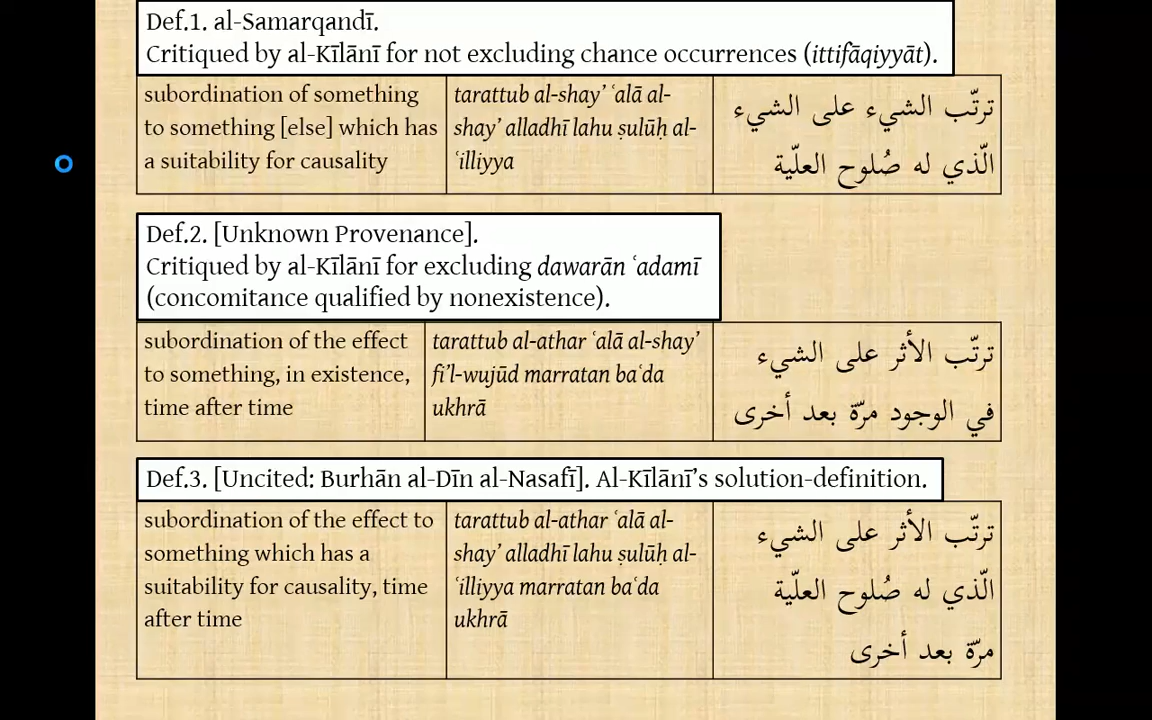 Def.1. al-Samarqandī.
Critiqued by al-Kīlānī for not excluding chance occurrences (ittifāqiyyāt).
subordination of something
to something [else] which has
a suitability for causality
tarattub al-shay’ ʿalā al-
shay’ alladhī lahu ṣulūḥ al-
ʿilliyya
ترتّب الشيء على الشيء
الّذي له صُلوح العلّية
Def.2. [Unknown Provenance].
Critiqued by al-Kīlānī for excluding dawarān ʿadamī
(concomitance qualified by nonexistence).
subordination of the effect
to something, in existence,
time after time
tarattub al-athar ʿalā al-shay’
fi’l-wujūd marratan baʿda
ukhrā
ترتّب الأثر على الشيء
في الوجود مرّة بعد أخرى
Def.3. [Uncited: Burhān al-Dīn al-Nasafī]. Al-Kīlānī’s solution-definition.
subordination of the effect to
something which has a
suitability for causality, time
after time
tarattub al-athar ʿalā al-
shay’ alladhī lahu ṣulūḥ al-
ʿilliyya marratan baʿda
ukhrā
ترتّب الأثر على الشيء
الّذي له صُلوح العلّية
مرّة بعد أخرى